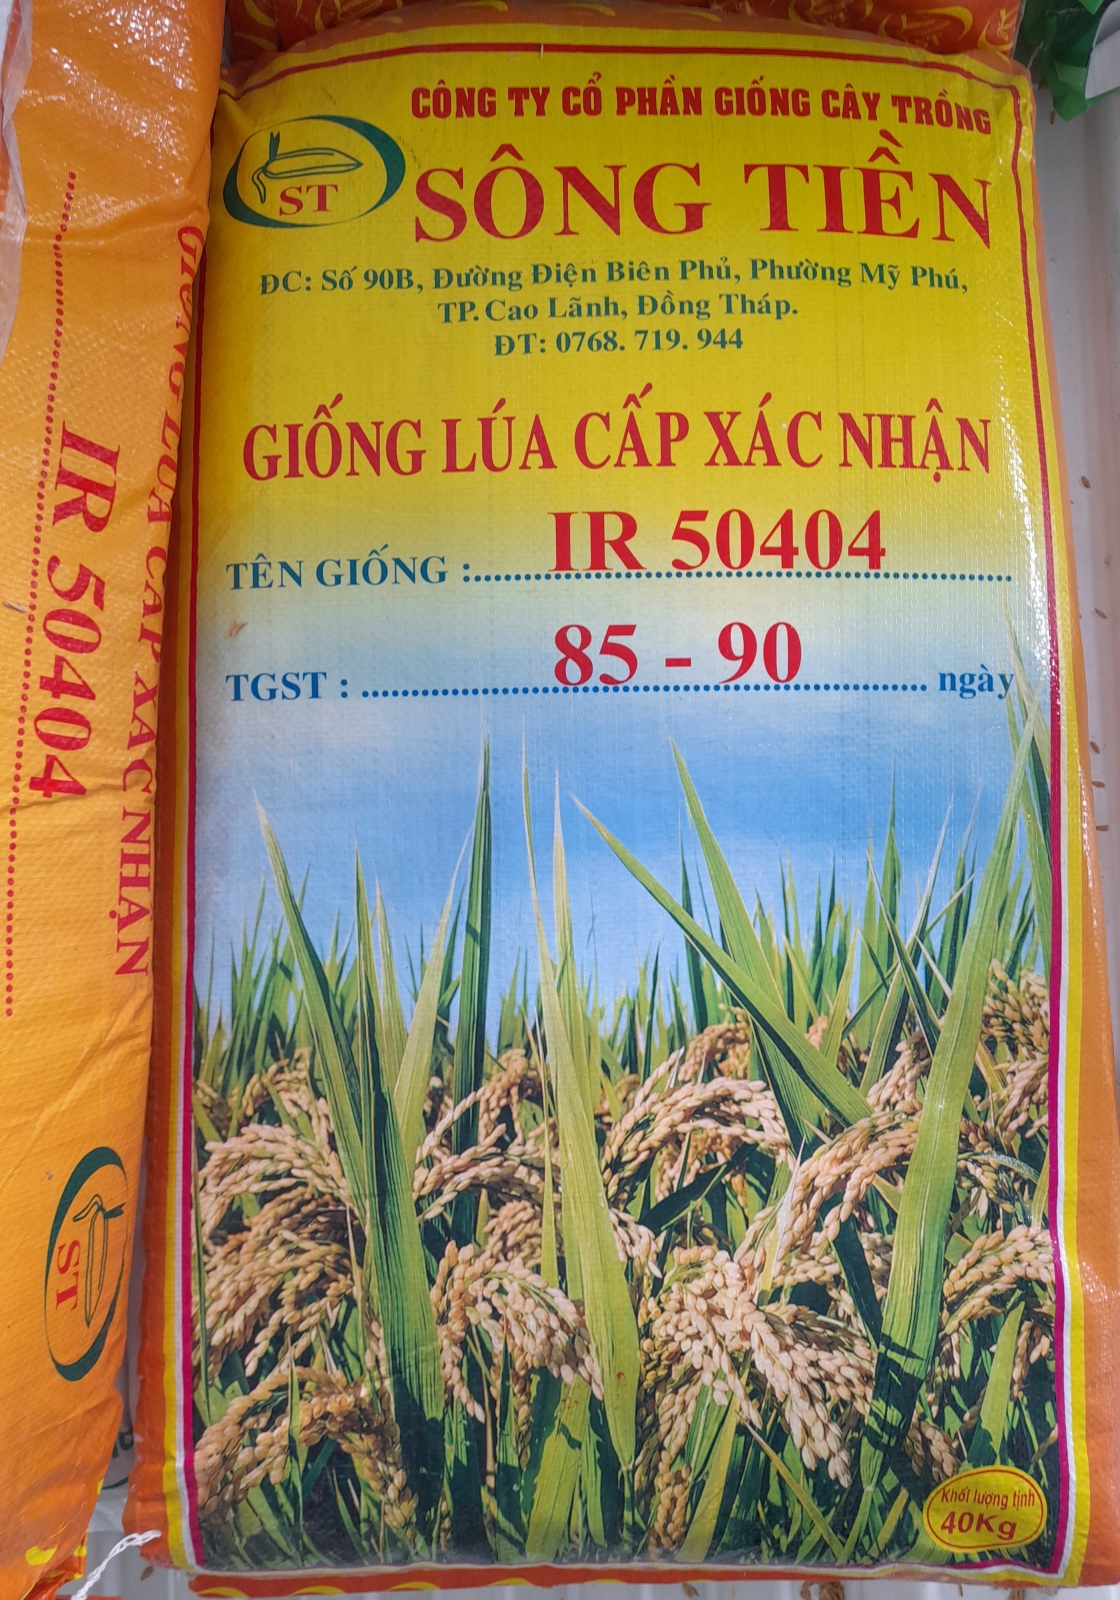 CÔNG TY CỔ PHẦN GIỐNG CÂY TRỒNG
ST
SÔNG TIỀN
ĐC: Số 90B, Đường Điện Biên Phủ, Phường Mỹ Phú,
TP. Cao Lãnh, Đồng Tháp.
ĐT: 0768. 719. 944
GIỐNG LÚA CẤP XÁC NHẬN
TÊN GIỐNG : IR 50404
TGST : 85 - 90 ngày
Khối lượng tịnh
40Kg
GIỐNG LÚA CẤP XÁC NHẬN
IR 50404
ST